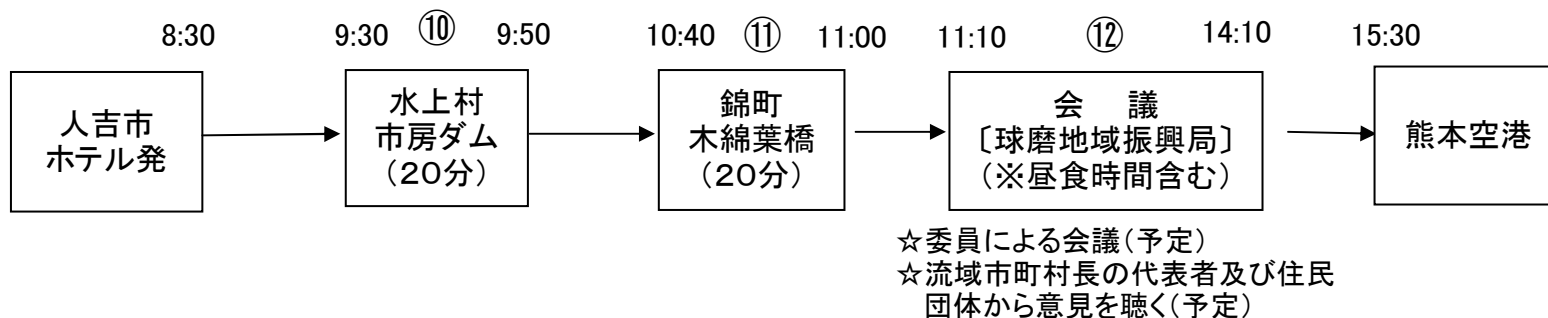 8:30 9:30 ⑩ 9:50 10:40 ⑪ 11:00 11:10 ⑫ 14:10 15:30
人吉市
ホテル発
水上村
市房ダム
(20分)
錦町
木綿葉橋
(20分)
会 議
〔球磨地域振興局〕
(※昼食時間含む)
熊本空港
☆委員による会議(予定)
☆流域市町村長の代表者及び住民
団体から意見を聴く(予定)